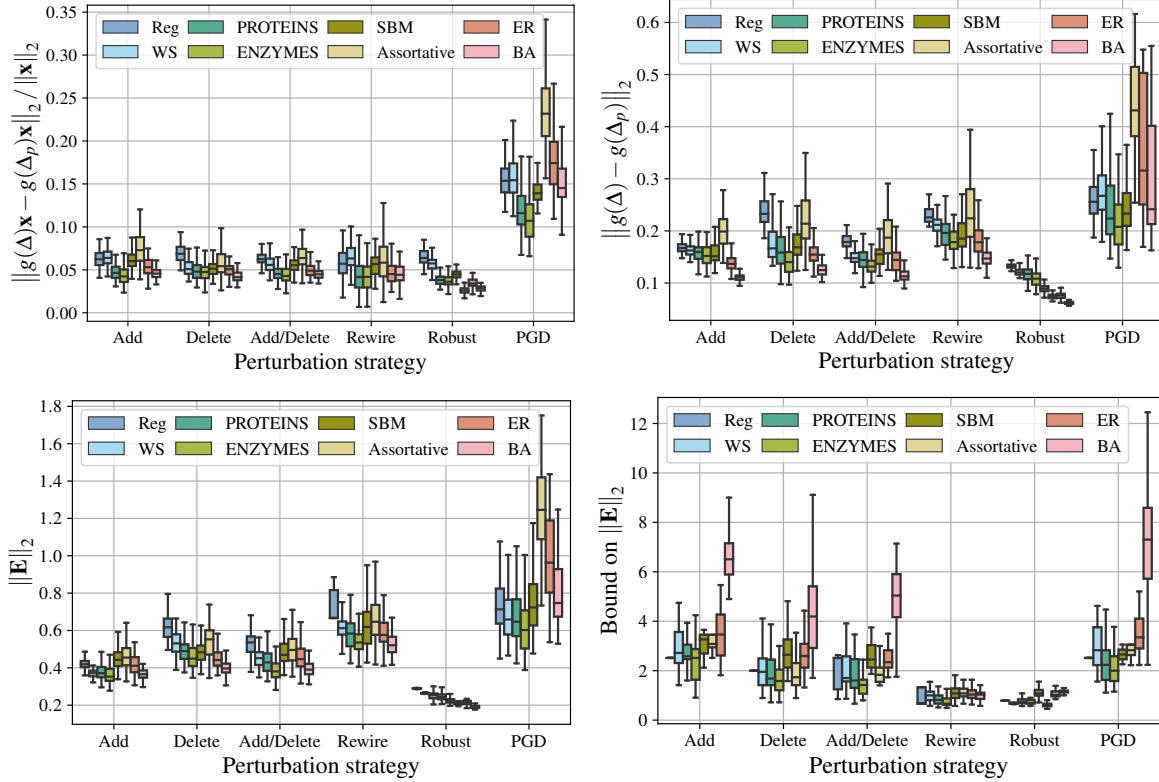 ||g(Δ)x − g(Δ_p)x||₂/||x||₂
0.35
0.30
0.25
0.20
0.15
0.10
0.05
0.00
Reg PROTEINS SBM ER
WS ENZYMES Assortative BA
Add Delete Add/Delete Rewire Robust PGD
Perturbation strategy
||g(Δ) − g(Δ_p)||₂
0.6
0.5
0.4
0.3
0.2
0.1
Reg PROTEINS SBM ER
WS ENZYMES Assortative BA
Add Delete Add/Delete Rewire Robust PGD
Perturbation strategy
||E||₂
1.8
1.6
1.4
1.2
1.0
0.8
0.6
0.4
0.2
Reg PROTEINS SBM ER
WS ENZYMES Assortative BA
Add Delete Add/Delete Rewire Robust PGD
Perturbation strategy
Bound on ||E||₂
12
10
8
6
4
2
0
Reg PROTEINS SBM ER
WS ENZYMES Assortative BA
Add Delete Add/Delete Rewire Robust PGD
Perturbation strategy